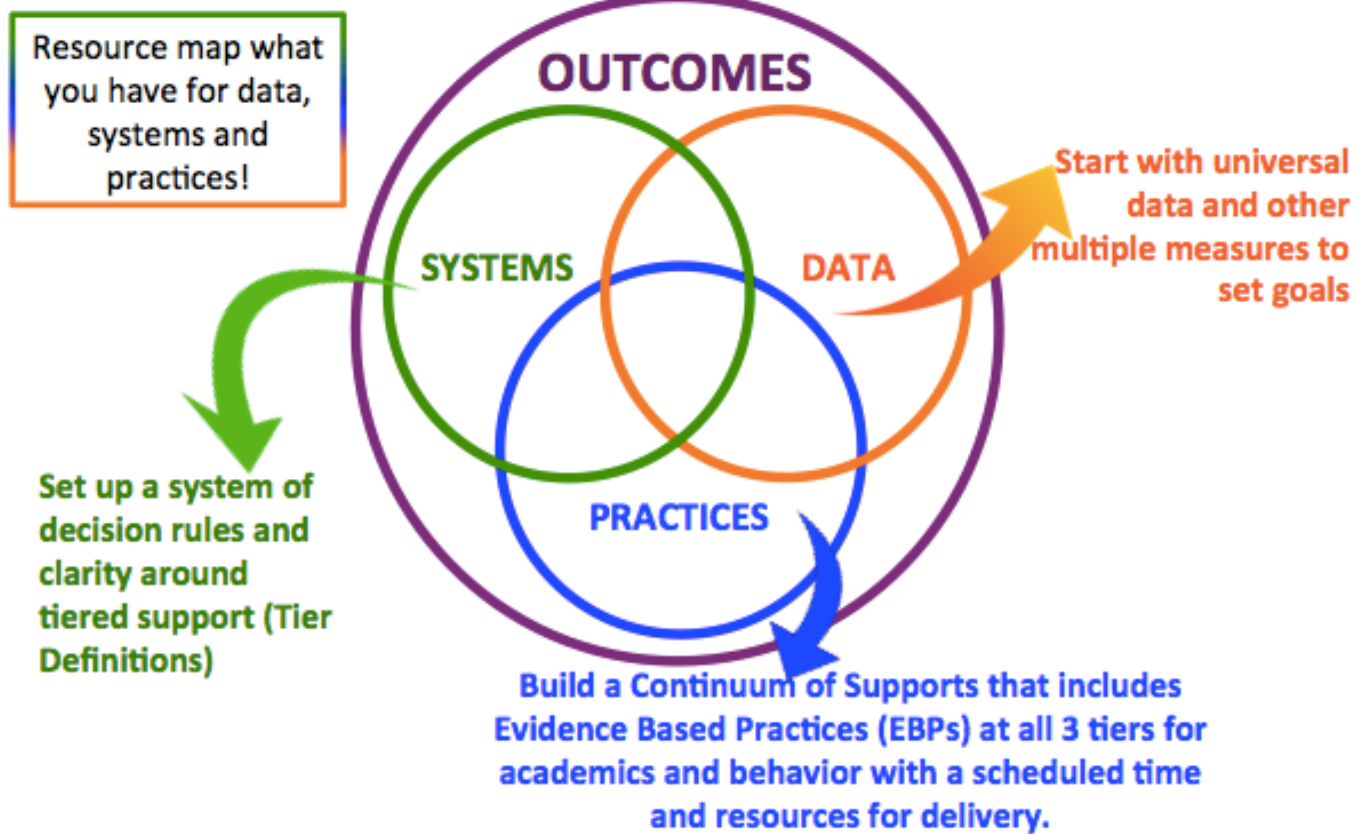 Resource map what
you have for data,
systems and
practices!
OUTCOMES
SYSTEMS
DATA
PRACTICES
Start with universal
data and other
multiple measures to
set goals
Set up a system of
decision rules and
clarity around
tiered support (Tier
Definitions)
Build a Continuum of Supports that includes
Evidence Based Practices (EBPs) at all 3 tiers for
academics and behavior with a scheduled time
and resources for delivery.